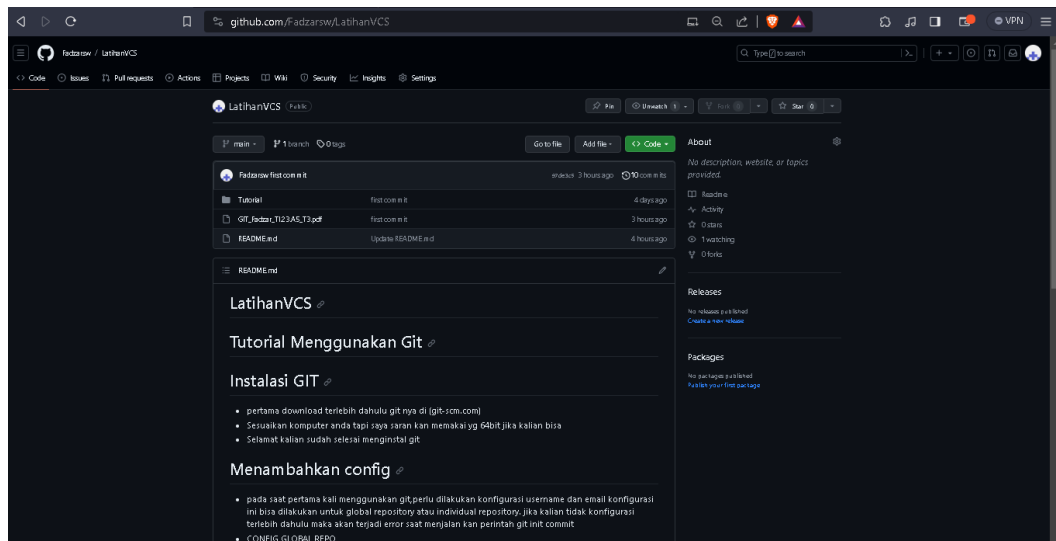 github.com/Fadzarsw/LatihanVCS
VPN
Fadzarsw / LatihanVCS
Type / to search
Code Issues Pull requests Actions Projects Wiki Security Insights Settings
LatihanVCS Public
Pin Unwatch 1 Fork Star 0
main 1 branch 0 tags Go to file Add file Code
Fadzarsw first commit 3 hours ago 10 commits
Tutorial first commit 4 days ago
GIT_Fadzar_TI.23.A5_T3.pdf first commit 3 hours ago
README.md Update README.md 4 hours ago
README.md
LatihanVCS
Tutorial Menggunakan Git
Instalasi GIT
pertama download terlebih dahulu git nya di (git-scm.com)
Sesuaikan komputer anda tapi saya saran kan memakai yg 64bit jika kalian bisa
Selamat kalian sudah selesai menginstal git
Menambahkan config
pada saat pertama kali menggunakan git,perlu dilakukan konfigurasi username dan email konfigurasi
ini bisa dilakukan untuk global repository atau individual repository. jika kalian tidak konfigurasi
terlebih dahulu maka akan terjadi error saat menjalan kan perintah git init commit
CONFIG GLOBAL REPO
About
No description, website, or topics
provided.
Readme
Activity
0 stars
1 watching
0 forks
Releases
No releases published
Create a new release
Packages
No packages published
Publish your first package